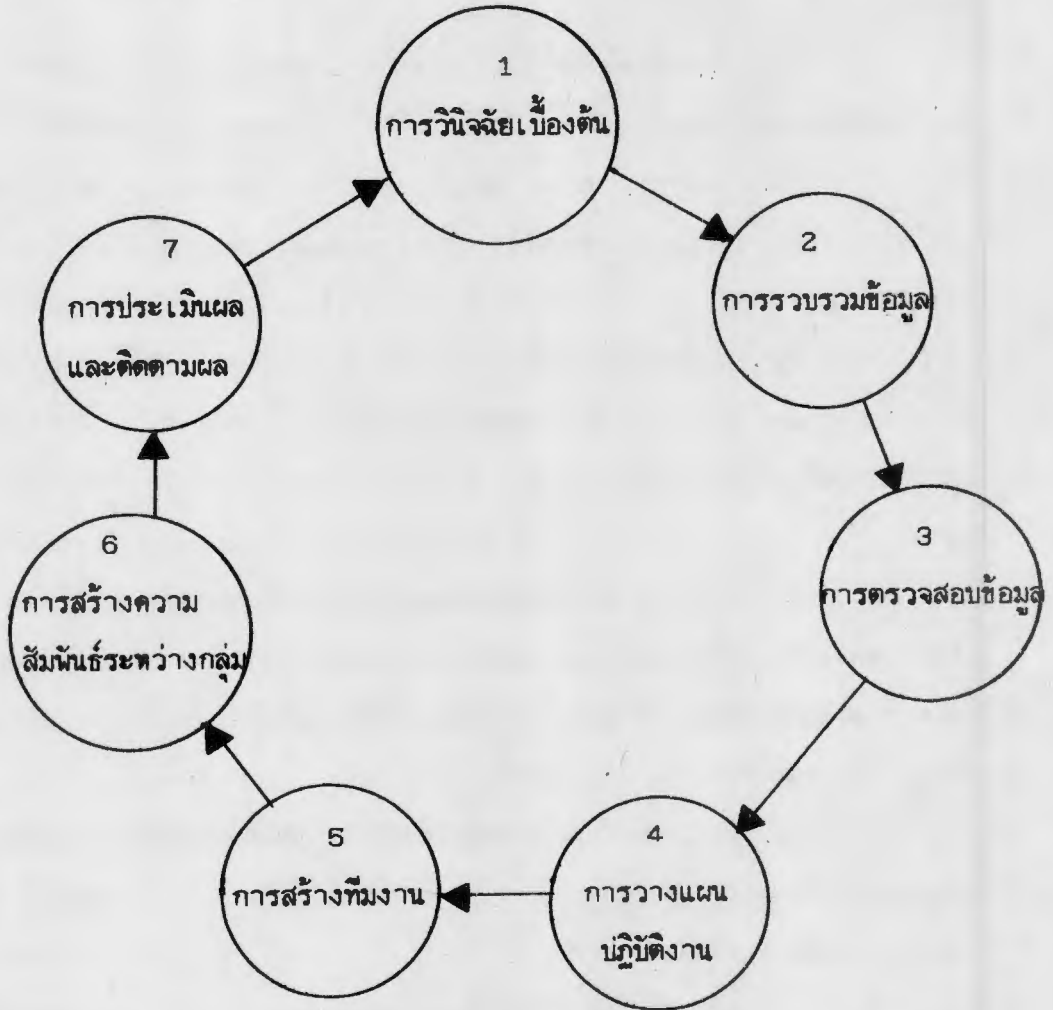 1
การวินิจฉัยเบื้องต้น
2
การรวบรวมข้อมูล
3
การตรวจสอบข้อมูล
4
การวางแผน
ปฏิบัติงาน
5
การสร้างทีมงาน
6
การสร้างความ
สัมพันธ์ระหว่างกลุ่ม
7
การประเมินผล
และติดตามผล